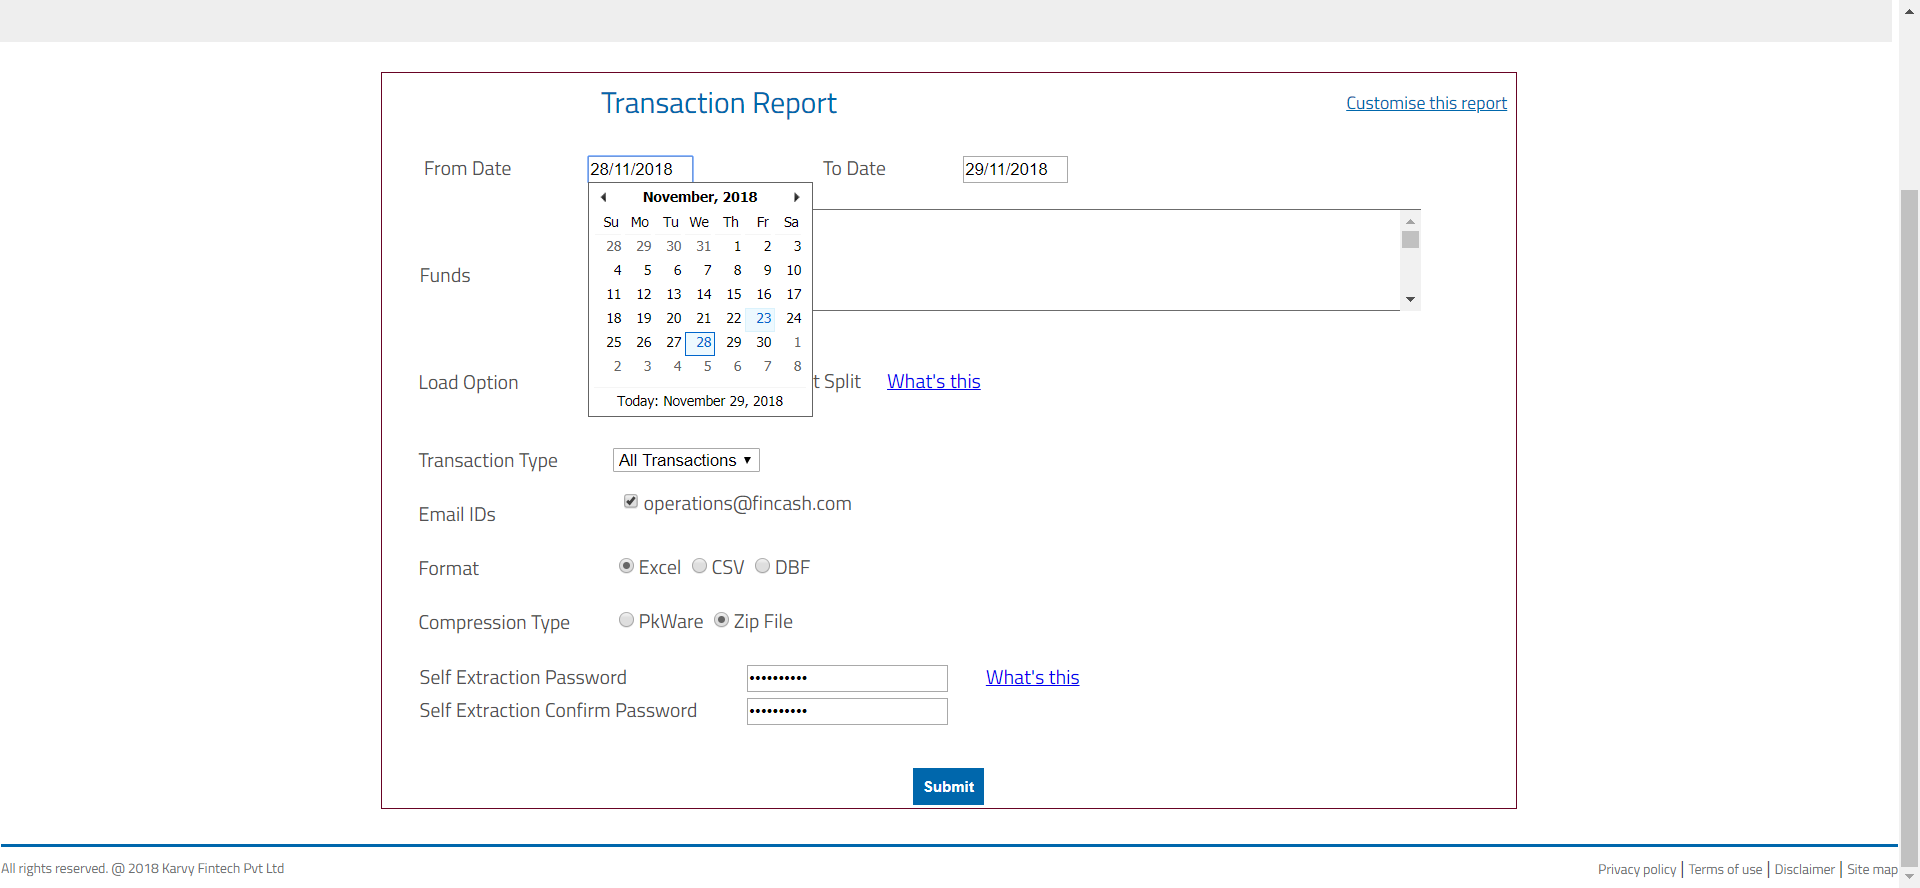 Transaction Report
Customise this report
From Date 28/11/2018 To Date 29/11/2018
November, 2018
Su Mo Tu We Th Fr Sa
28 29 30 31 1 2 3
4 5 6 7 8 9 10
11 12 13 14 15 16 17
18 19 20 21 22 23 24
25 26 27 28 29 30 1
2 3 4 5 6 7 8
Today: November 29, 2018
Funds
Load Option t Split What's this
Transaction Type All Transactions
Email IDs operations@fincash.com
Format Excel CSV DBF
Compression Type PkWare Zip File
Self Extraction Password •••••••••• What's this
Self Extraction Confirm Password ••••••••••
Submit
All rights reserved. @ 2018 Karvy Fintech Pvt Ltd
Privacy policy | Terms of use | Disclaimer | Site map